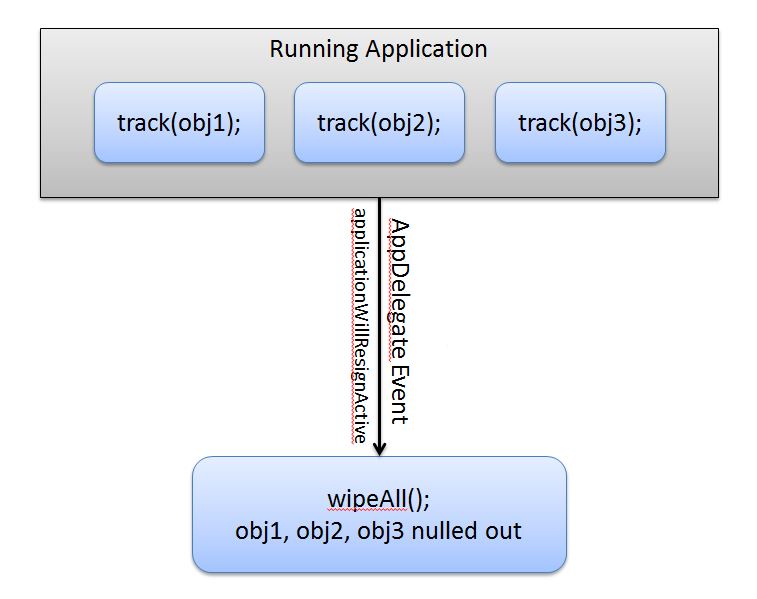 Running Application
track(obj1);
track(obj2);
track(obj3);
AppDelegate Event
applicationWillResignActive
wipeAll();
obj1, obj2, obj3 nulled out